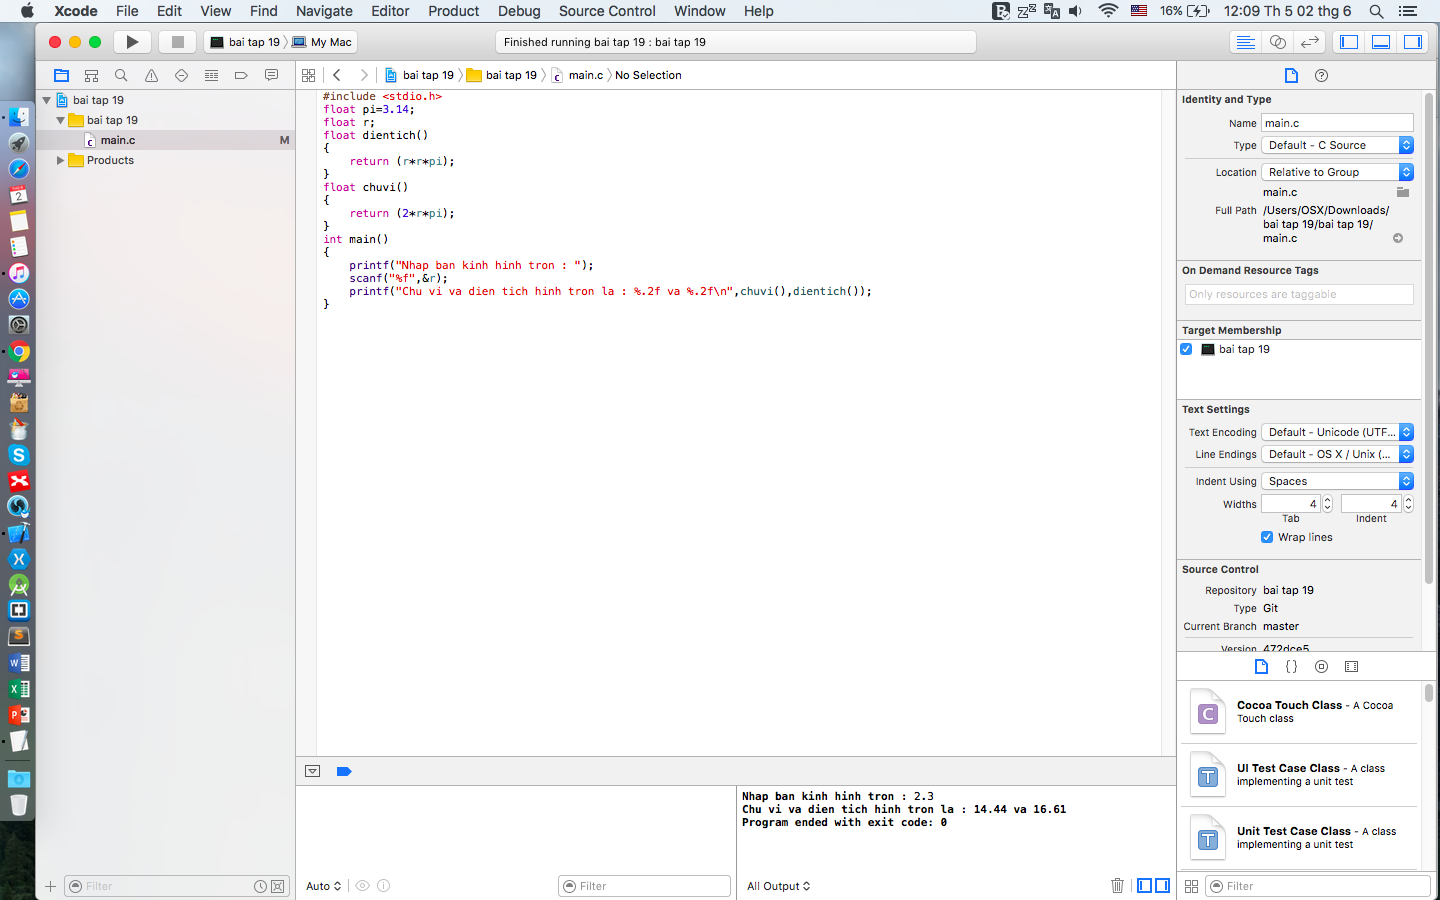 Xcode File Edit View Find Navigate Editor Product Debug Source Control Window Help 16% 12:09 Th 5 02 thg 6
bai tap 19 My Mac Finished running bai tap 19 : bai tap 19
bai tap 19 bai tap 19 main.c No Selection
bai tap 19
bai tap 19
main.c M
Products
#include <stdio.h>
float pi=3.14;
float r;
float dientich()
{
    return (r*r*pi);
}
float chuvi()
{
    return (2*r*pi);
}
int main()
{
    printf("Nhap ban kinh hinh tron : ");
    scanf("%f",&r);
    printf("Chu vi va dien tich hinh tron la : %.2f va %.2f\n",chuvi(),dientich());
}
Nhap ban kinh hinh tron : 2.3
Chu vi va dien tich hinh tron la : 14.44 va 16.61
Program ended with exit code: 0
Filter
Auto
Filter
All Output
Identity and Type
Name main.c
Type Default - C Source
Location Relative to Group
main.c
Full Path /Users/OSX/Downloads/
bai tap 19/bai tap 19/
main.c
On Demand Resource Tags
Only resources are taggable
Target Membership
bai tap 19
Text Settings
Text Encoding Default - Unicode (UTF...
Line Endings Default - OS X / Unix (...
Indent Using Spaces
Widths 4 4
Tab Indent
Wrap lines
Source Control
Repository bai tap 19
Type Git
Current Branch master
Version 472dce5
Cocoa Touch Class - A Cocoa
Touch class
UI Test Case Class - A class
implementing a unit test
Unit Test Case Class - A class
implementing a unit test
Filter